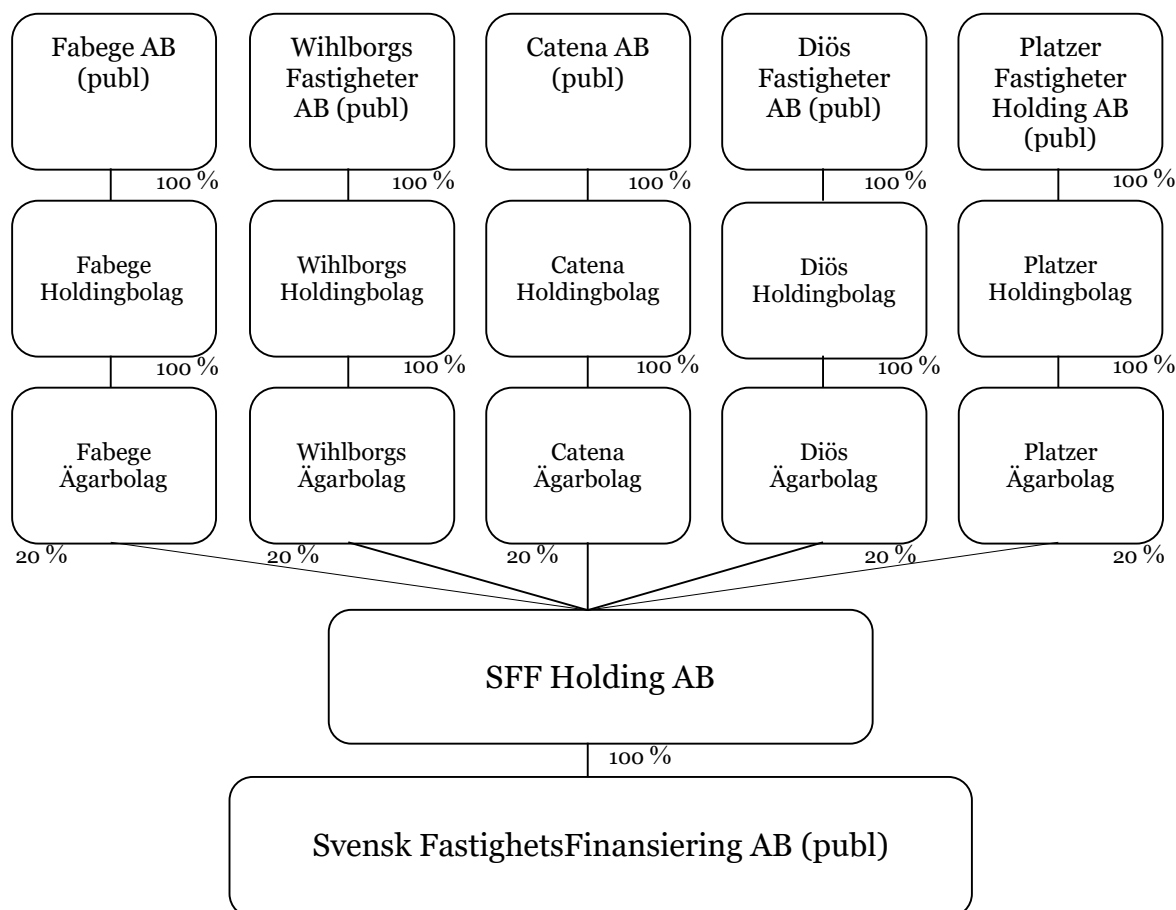 Fabege AB
(publ)
Wihlborgs
Fastigheter
AB (publ)
Catena AB
(publ)
Diös
Fastigheter
AB (publ)
Platzer
Fastigheter
Holding AB
(publ)
100 %
100 %
100 %
100 %
100 %
Fabege
Holdingbolag
Wihlborgs
Holdingbolag
Catena
Holdingbolag
Diös
Holdingbolag
Platzer
Holdingbolag
100 %
100 %
100 %
100 %
100 %
Fabege
Ägarbolag
Wihlborgs
Ägarbolag
Catena
Ägarbolag
Diös
Ägarbolag
Platzer
Ägarbolag
20 %
20 %
20 %
20 %
20 %
SFF Holding AB
100 %
Svensk FastighetsFinansiering AB (publ)